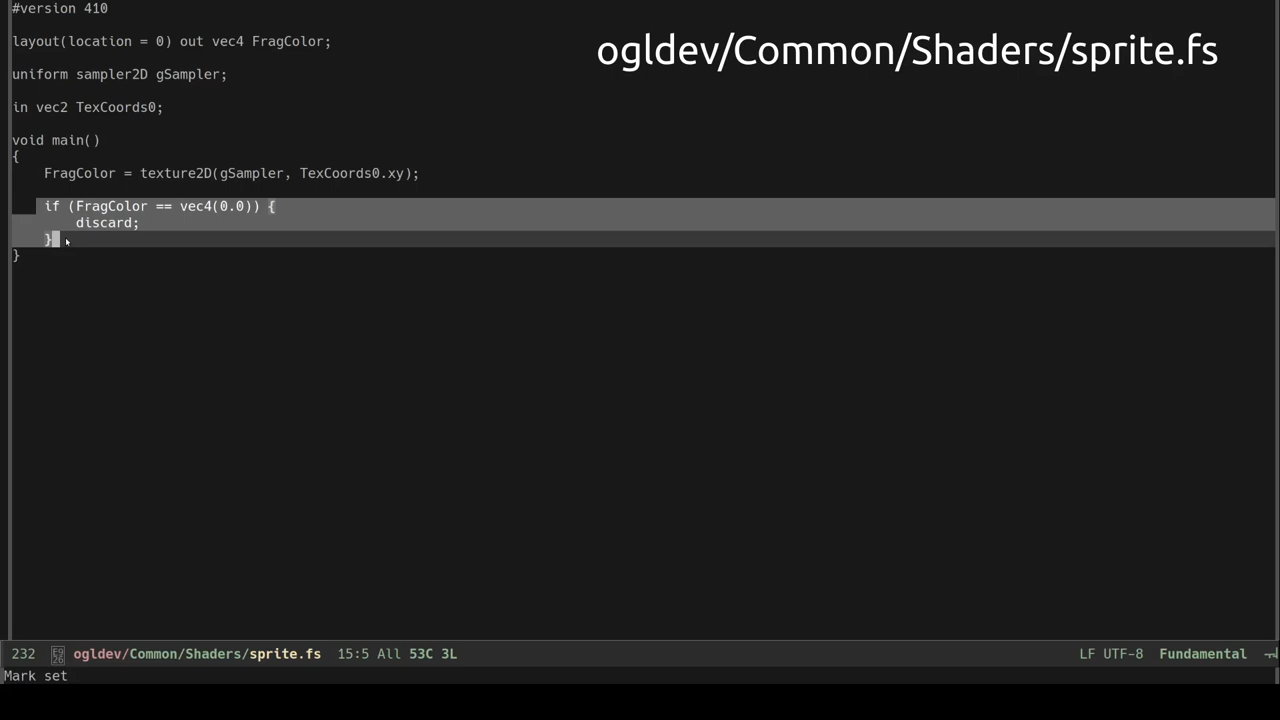 #version 410
ogldev/Common/Shaders/sprite.fs
layout(location = 0) out vec4 FragColor;
uniform sampler2D gSampler;
in vec2 TexCoords0;
void main()
{
FragColor = texture2D(gSampler, TexCoords0.xy);
if (FragColor == vec4(0.0)) {
discard;
}
}
232 ogldev/Common/Shaders/sprite.fs 15:5 All 53C 3L LF UTF-8 Fundamental
Mark set